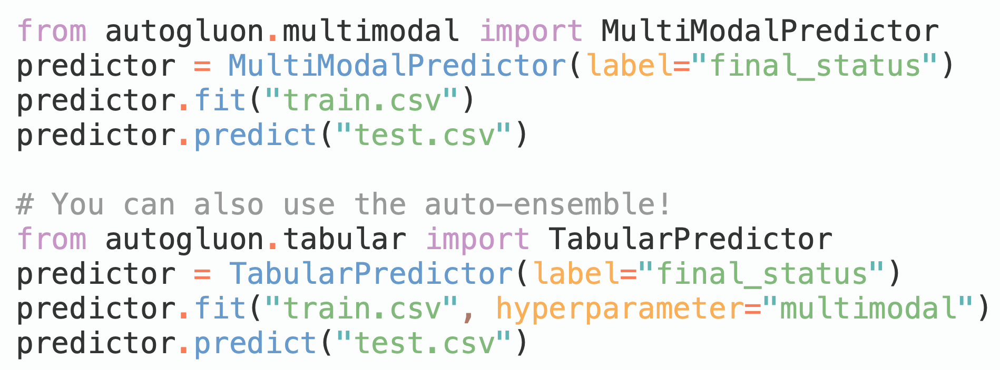 from autogluon.multimodal import MultiModalPredictor
predictor = MultiModalPredictor(label="final_status")
predictor.fit("train.csv")
predictor.predict("test.csv")

# You can also use the auto-ensemble!
from autogluon.tabular import TabularPredictor
predictor = TabularPredictor(label="final_status")
predictor.fit("train.csv", hyperparameter="multimodal")
predictor.predict("test.csv")